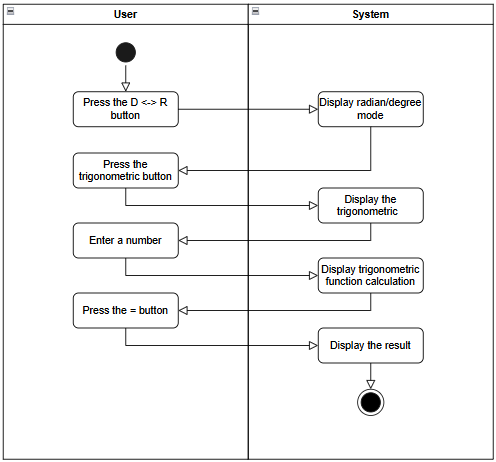 User
System
Press the D <-> R
button
Display radian/degree
mode
Press the
trigonometric button
Display the
trigonometric
Enter a number
Display trigonometric
function calculation
Press the = button
Display the result